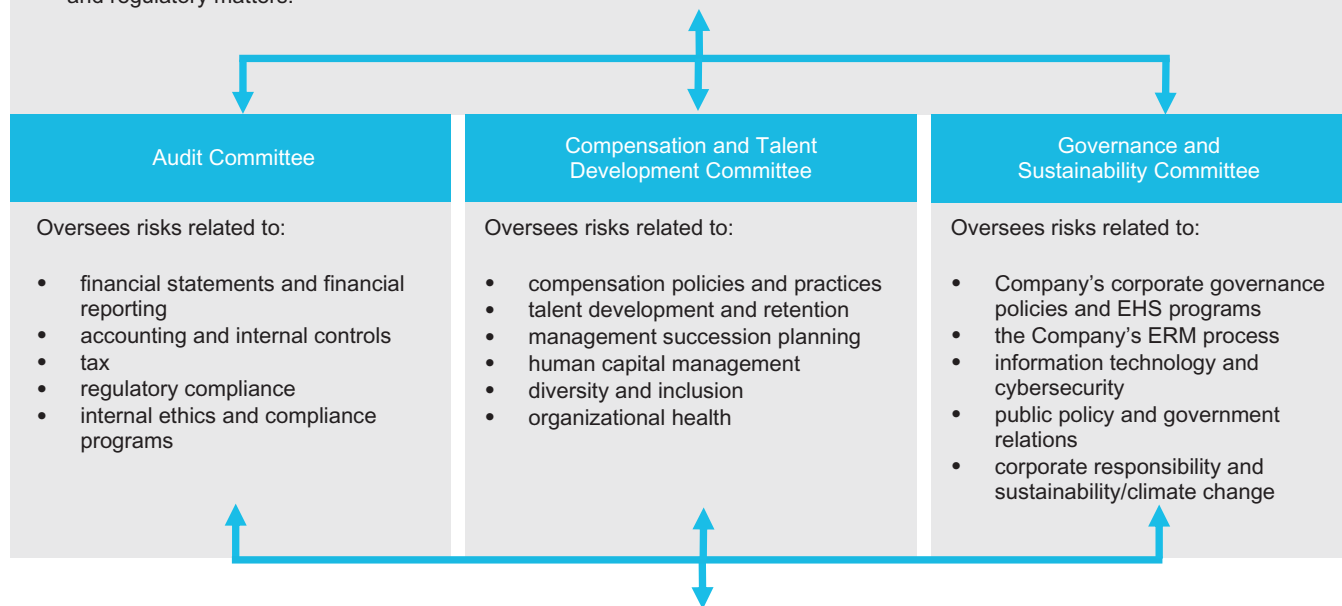 and regulatory matters.
Audit Committee
Compensation and Talent
Development Committee
Governance and
Sustainability Committee
Oversees risks related to:
• financial statements and financial
reporting
• accounting and internal controls
• tax
• regulatory compliance
• internal ethics and compliance
programs
Oversees risks related to:
• compensation policies and practices
• talent development and retention
• management succession planning
• human capital management
• diversity and inclusion
• organizational health
Oversees risks related to:
• Company's corporate governance
policies and EHS programs
• the Company's ERM process
• information technology and
cybersecurity
• public policy and government
relations
• corporate responsibility and
sustainability/climate change